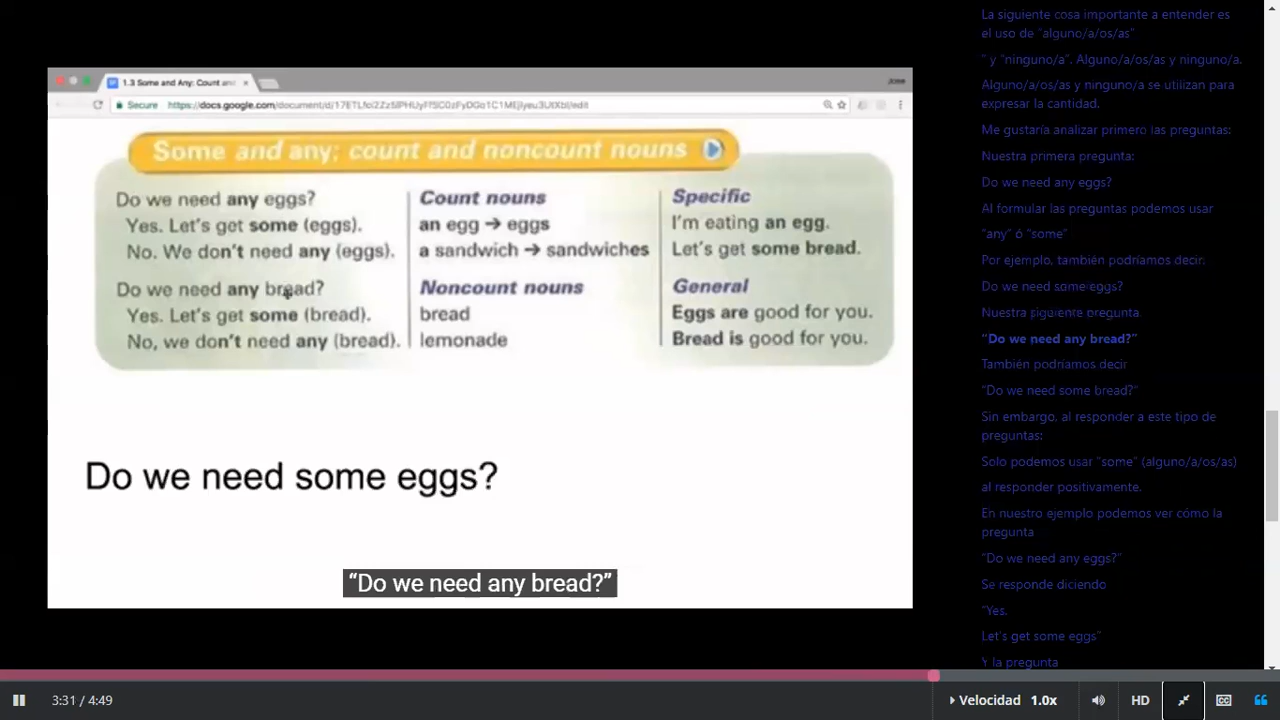 1.3 Some and Any: Count and
Secure
Some and any; count and noncount nouns
Do we need any eggs?
Yes. Let's get some (eggs).
No. We don't need any (eggs).
Do we need any bread?
Yes. Let's get some (bread).
No, we don't need any (bread).
Count nouns
an egg → eggs
a sandwich → sandwiches
Noncount nouns
bread
lemonade
Specific
I'm eating an egg.
Let's get some bread.
General
Eggs are good for you.
Bread is good for you.
Do we need some eggs?
“Do we need any bread?”
La siguiente cosa importante a entender es
el uso de "alguno/a/os/as"
" y "ninguno/a". Alguno/a/os/as y ninguno/a.
Alguno/a/os/as y ninguno/a se utilizan para
expresar la cantidad.
Me gustaría analizar primero las preguntas:
Nuestra primera pregunta:
Do we need any eggs?
Al formular las preguntas podemos usar
“any” ó “some”
Por ejemplo, también podríamos decir:
Do we need some eggs?
Nuestra siguiente pregunta
“Do we need any bread?”
También podríamos decir
“Do we need some bread?”
Sin embargo, al responder a este tipo de
preguntas:
Solo podemos usar “some” (alguno/a/os/as)
al responder positivamente.
En nuestro ejemplo podemos ver cómo la
pregunta
“Do we need any eggs?”
Se responde diciendo
“Yes.
Let's get some eggs”
Y la pregunta
3:31 / 4:49
Velocidad 1.0x
HD
CC